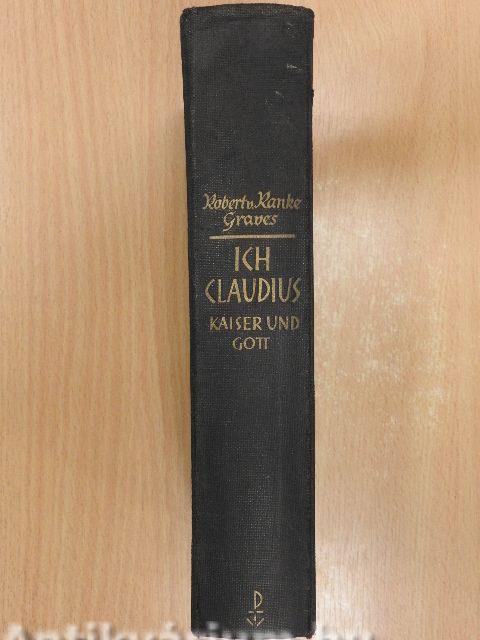 Robert v. Ranke
Graves
ICH
CLAUDIUS
KAISER UND
GOTT